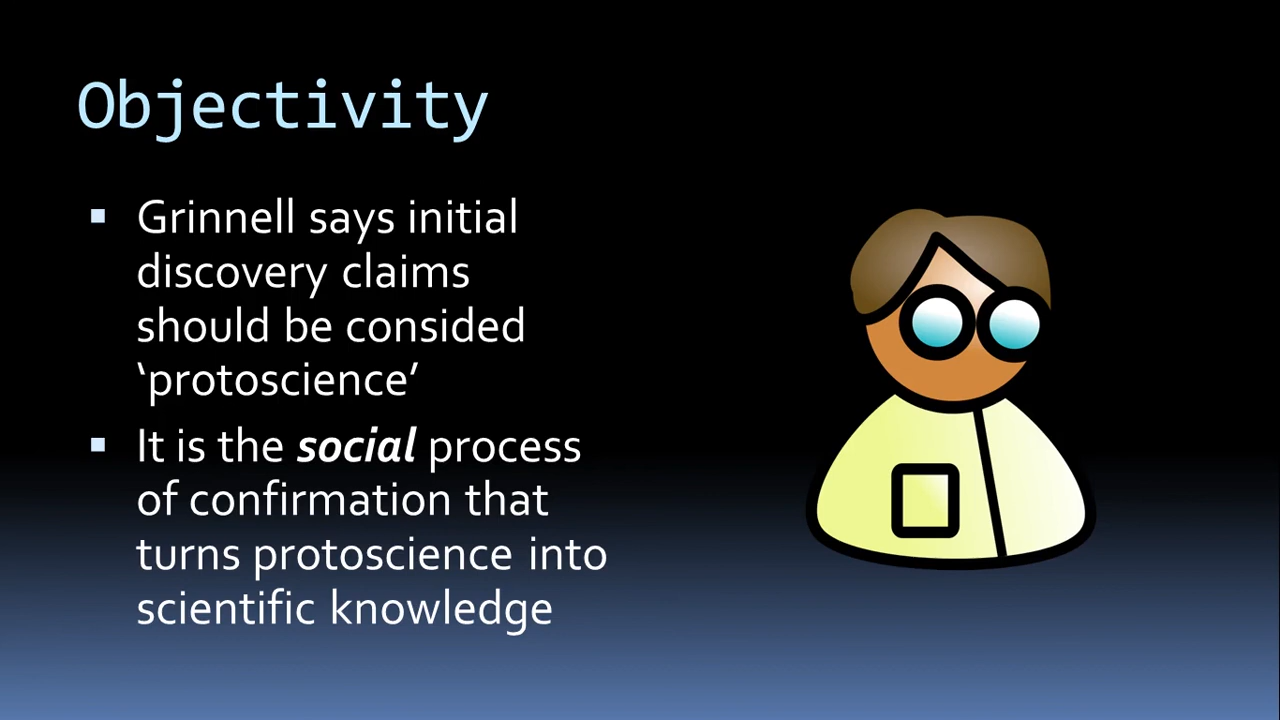 Objectivity
▪ Grinnell says initial
discovery claims
should be consided
‘protoscience’
▪ It is the social process
of confirmation that
turns protoscience into
scientific knowledge